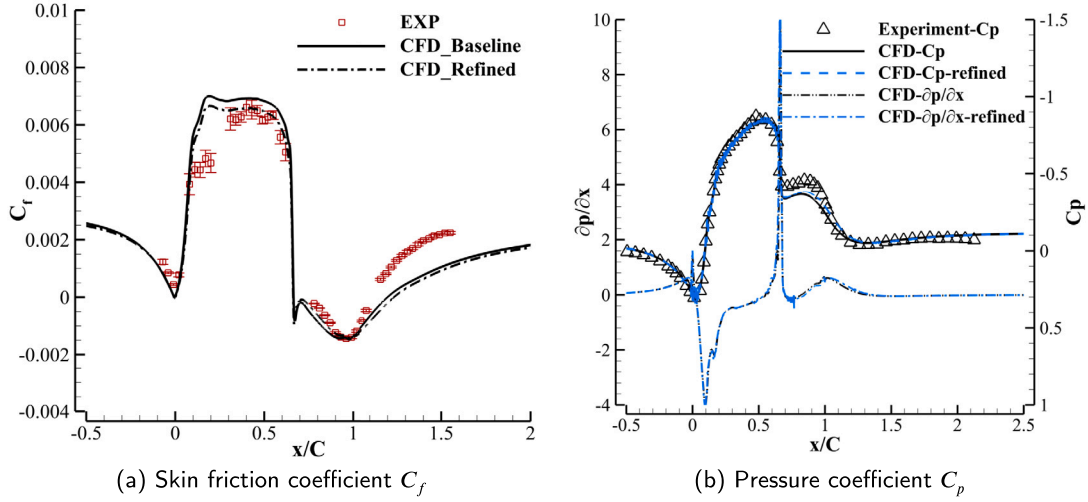 0.01
0.008
0.006
0.004
0.002
0
-0.002
-0.004
C_f
EXP
CFD_Baseline
CFD_Refined
-0.5
0
0.5
1
1.5
2
x/C
(a) Skin friction coefficient C_f
10
8
6
4
2
0
-2
-4
∂p/∂x
Experiment-Cp
CFD-Cp
CFD-Cp-refined
CFD-∂p/∂x
CFD-∂p/∂x-refined
-1.5
-1
-0.5
0
0.5
1
Cp
-0.5
0
0.5
1
1.5
2
2.5
x/C
(b) Pressure coefficient C_p